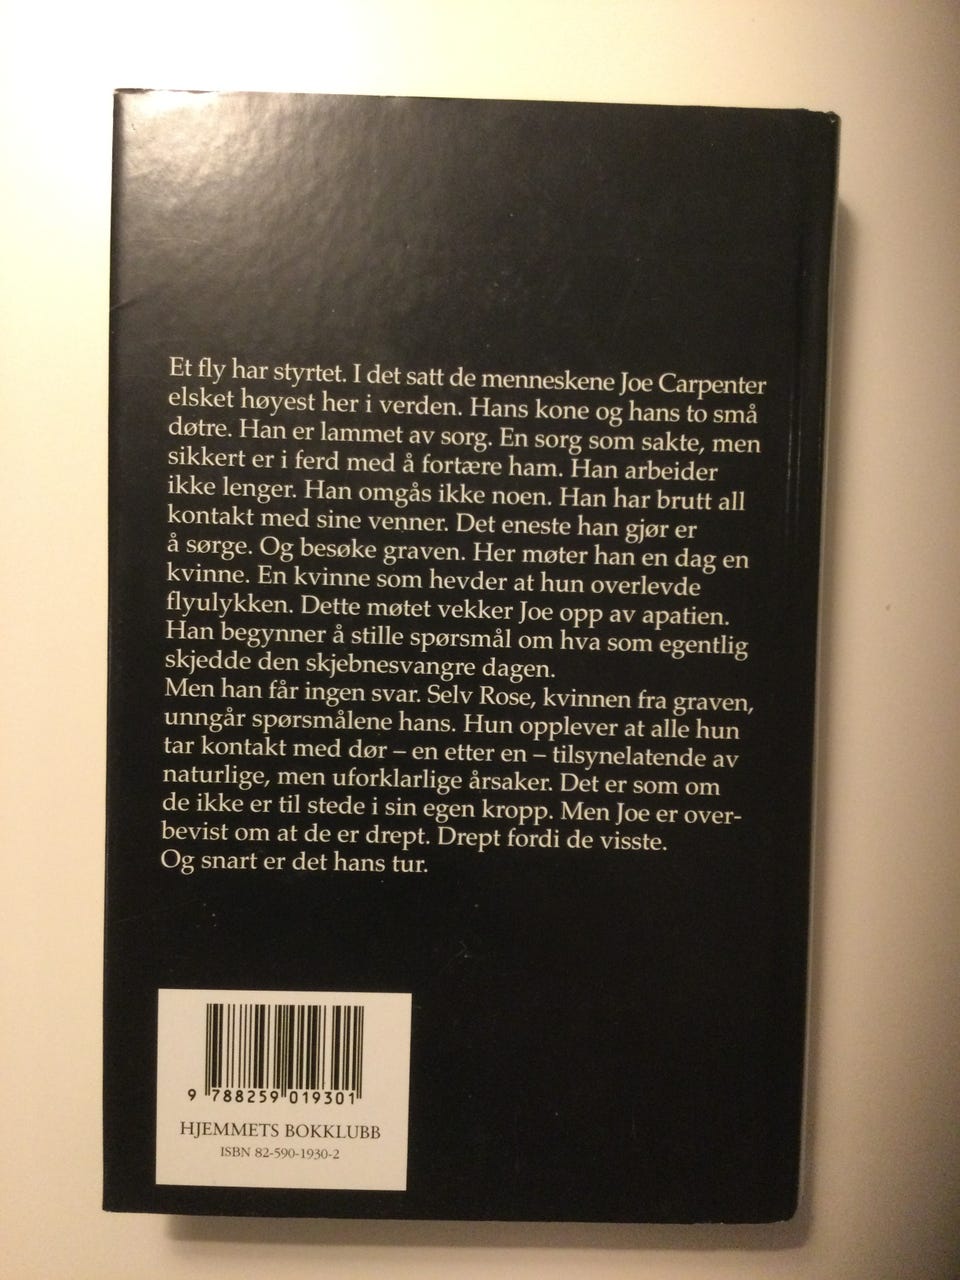 Et fly har styrtet. I det satt de menneskene Joe Carpenter
elsket høyest her i verden. Hans kone og hans to små
døtre. Han er lammet av sorg. En sorg som sakte, men
sikkert er i ferd med å fortære ham. Han arbeider
ikke lenger. Han omgås ikke noen. Han har brutt all
kontakt med sine venner. Det eneste han gjør er
å sørge. Og besøke graven. Her møter han en dag en
kvinne. En kvinne som hevder at hun overlevde
flyulykken. Dette møtet vekker Joe opp av apatien.
Han begynner å stille spørsmål om hva som egentlig
skjedde den skjebnesvangre dagen.
Men han får ingen svar. Selv Rose, kvinnen fra graven,
unngår spørsmålene hans. Hun opplever at alle hun
tar kontakt med dør – en etter en – tilsynelatende av
naturlige, men uforklarlige årsaker. Det er som om
de ikke er til stede i sin egen kropp. Men Joe er over-
bevist om at de er drept. Drept fordi de visste.
Og snart er det hans tur.
9 788259 019301
HJEMMETS BOKKLUBB
ISBN 82-590-1930-2